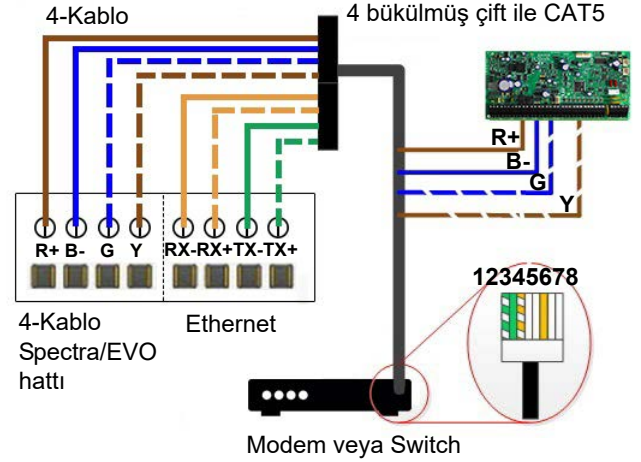 4-Kablo
4 bükülmüş çift ile CAT5
R+
B-
G
Y
R+ B- G Y RX-RX+TX-TX+
4-Kablo
Spectra/EVO
hattı
Ethernet
12345678
Modem veya Switch